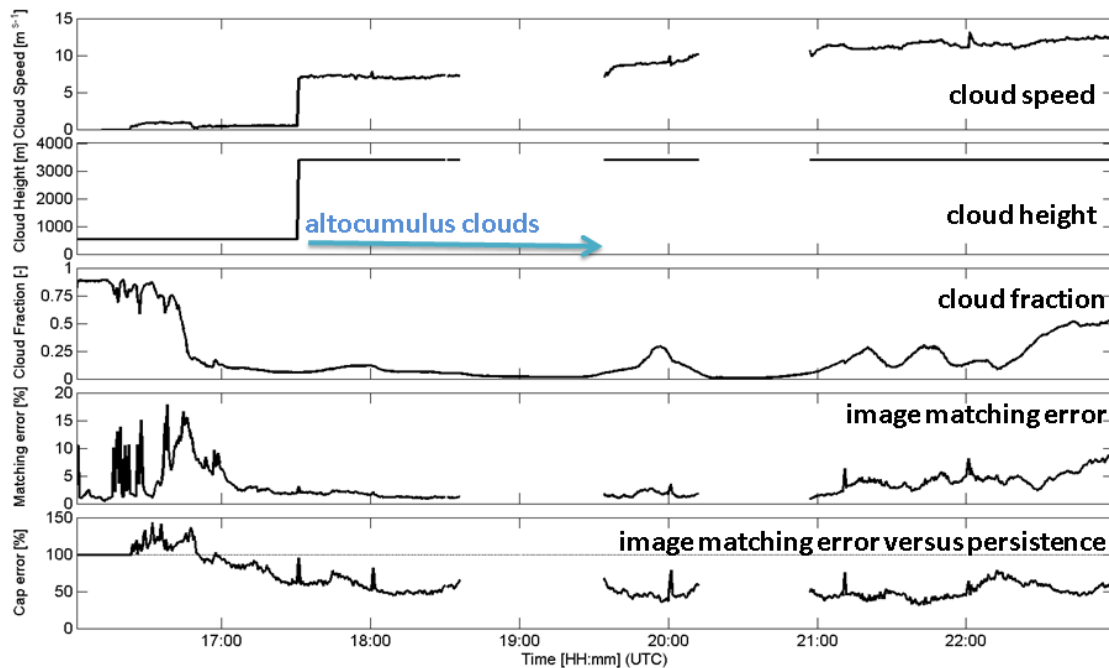 Cloud Speed [m s-1]
15
10
5
0
cloud speed
Cloud Height [m]
4000
3000
2000
1000
0
altocumulus clouds
cloud height
Cloud Fraction [-]
1
0.75
0.5
0.25
0
cloud fraction
Matching error [%]
20
15
10
5
0
image matching error
Cap error [%]
150
100
50
0
image matching error versus persistence
17:00 18:00 19:00 20:00 21:00 22:00
Time [HH:mm] (UTC)